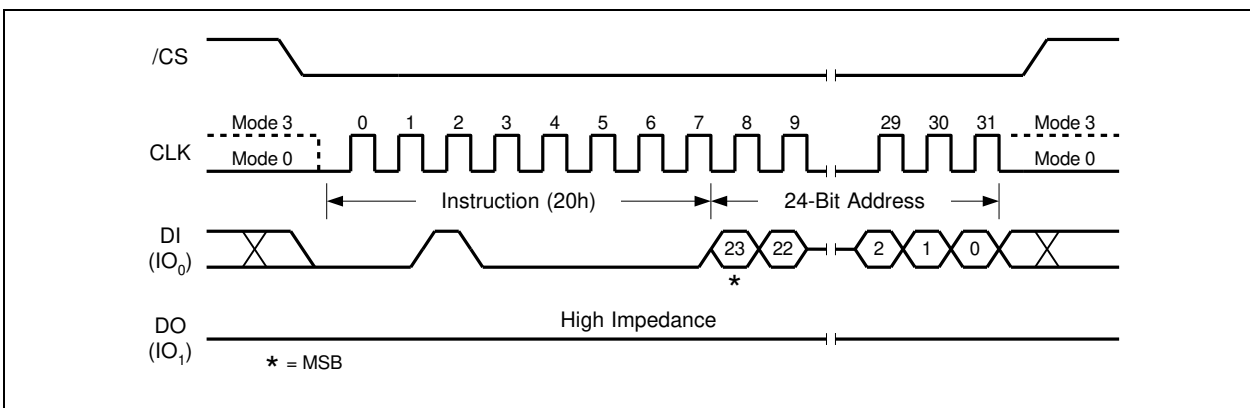 /CS
Mode 3 0 1 2 3 4 5 6 7 8 9 29 30 31 Mode 3
CLK
Mode 0 Mode 0
Instruction (20h) 24-Bit Address
DI
(IO₀)
23 22 2 1 0
*
High Impedance
DO
(IO₁)
* = MSB